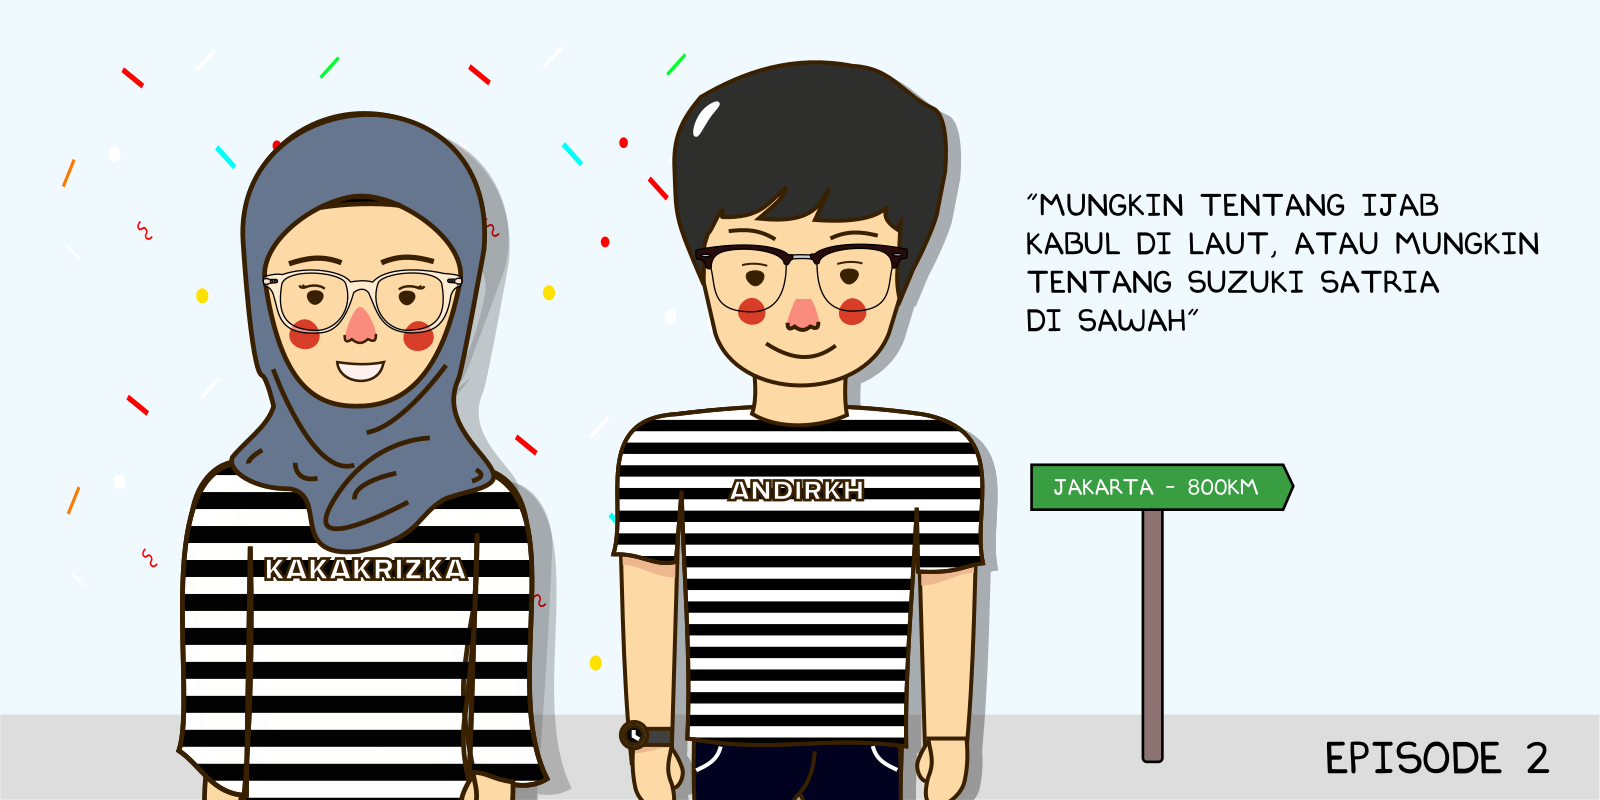 "MUNGKIN TENTANG IJAB
KABUL DI LAUT, ATAU MUNGKIN
TENTANG SUZUKI SATRIA
DI SAWAH"
ANDIRKH
JAKARTA - 800KM
KAKAKRIZKA
EPISODE 2